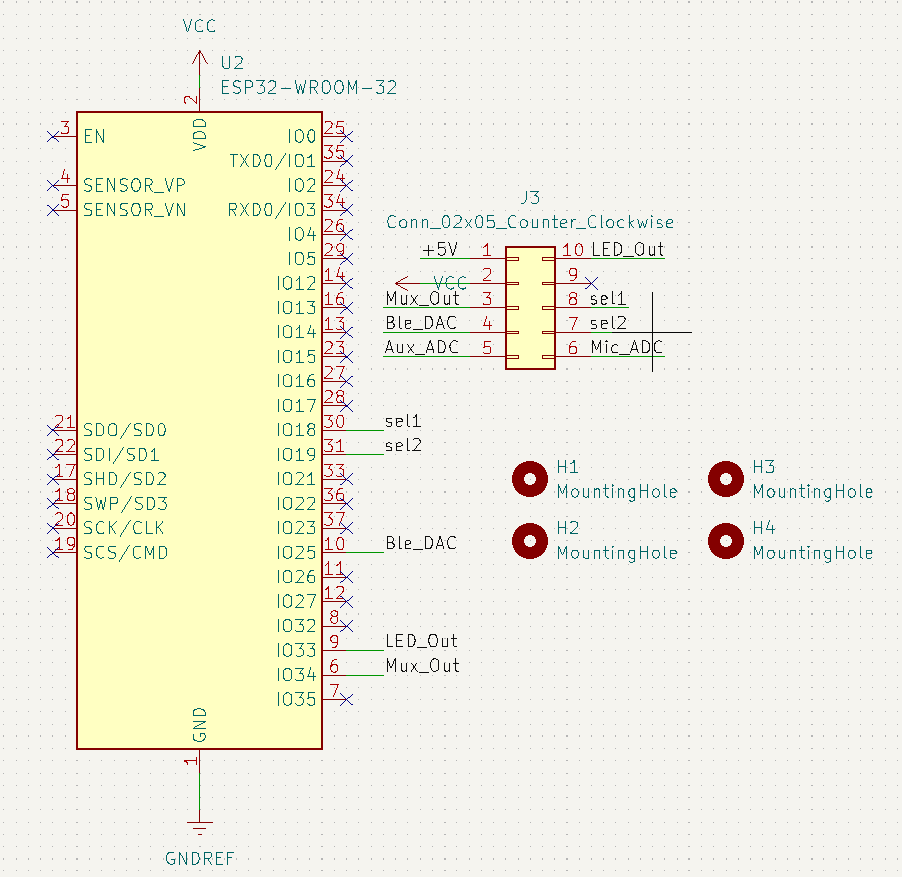 VCC
U2
ESP32-WROOM-32
2
VDD
3 EN
4 SENSOR_VP
5 SENSOR_VN
21 SDO/SD0
22 SDI/SD1
17 SHD/SD2
18 SWP/SD3
20 SCK/CLK
19 SCS/CMD
IO0 25
TXD0/IO1 35
IO2 24
RXD0/IO3 34
IO4 26
IO5 29
IO12 14
IO13 16
IO14 13
IO15 23
IO16 27
IO17 28
IO18 30 sel1
IO19 31 sel2
IO21 33
IO22 36
IO23 37
IO25 10 Ble_DAC
IO26 11
IO27 12
IO32 8
IO33 9 LED_Out
IO34 6 Mux_Out
IO35 7
GND
1
GNDREF
J3
Conn_02x05_Counter_Clockwise
+5V 1 10 LED_Out
VCC 2 9
Mux_Out 3 8 sel1
Ble_DAC 4 7 sel2
Aux_ADC 5 6 Mic_ADC
H1
MountingHole
H3
MountingHole
H2
MountingHole
H4
MountingHole